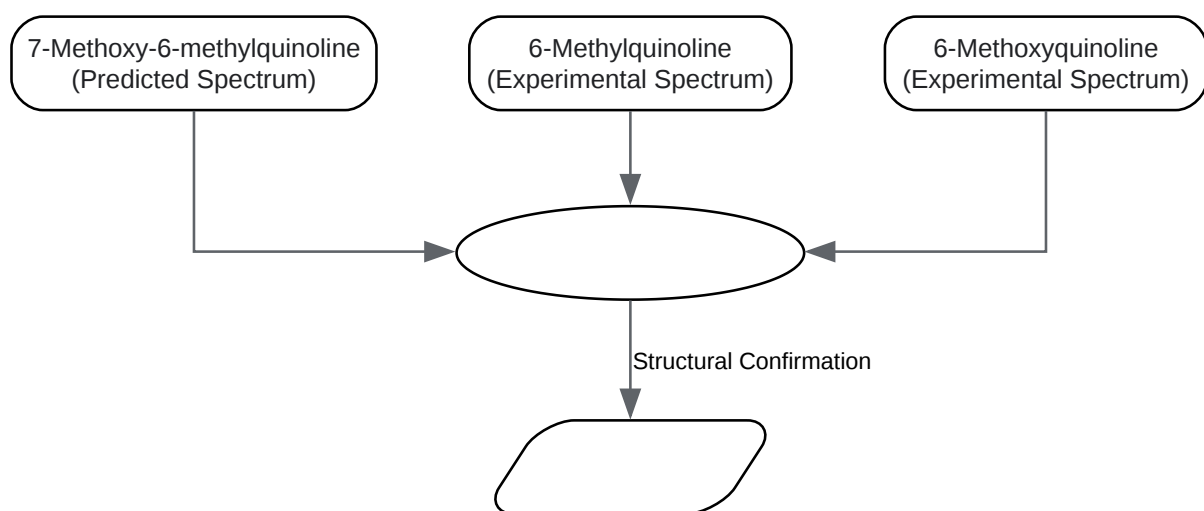 7-Methoxy-6-methylquinoline
(Predicted Spectrum)
6-Methylquinoline
(Experimental Spectrum)
6-Methoxyquinoline
(Experimental Spectrum)
Structural Confirmation